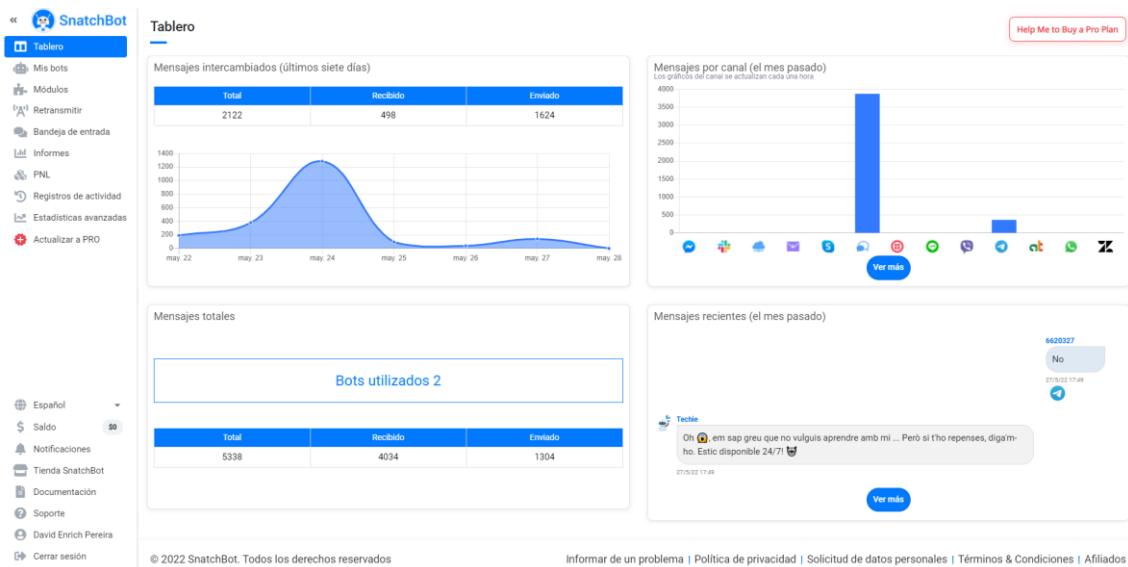 «
SnatchBot
Tablero
Mis bots
Módulos
Retransmitir
Bandeja de entrada
Informes
PNL
Registros de actividad
Estadísticas avanzadas
Actualizar a PRO
Español
Saldo
$0
Notificaciones
Tienda SnatchBot
Documentación
Soporte
David Enrich Pereira
Cerrar sesión
Tablero
Help Me to Buy a Pro Plan
Mensajes intercambiados (últimos siete días)
Total Recibido Enviado
2122 498 1624
1400
1200
1000
800
600
400
200
0
may. 22 may. 23 may. 24 may. 25 may. 26 may. 27 may. 28
Mensajes por canal (el mes pasado)
Los gráficos del canal se actualizan cada una hora
4000
3500
3000
2500
2000
1500
1000
500
0
Ver más
Mensajes totales
Bots utilizados 2
Total Recibido Enviado
5338 4034 1304
Mensajes recientes (el mes pasado)
6620327
No
27/5/22 17:49
Techie
Oh 😱, em sap greu que no vulguis aprendre amb mi ... Però si t'ho repenses, diga'm-
ho. Estic disponible 24/7!
27/5/22 17:49
Ver más
© 2022 SnatchBot. Todos los derechos reservados
Informar de un problema | Política de privacidad | Solicitud de datos personales | Términos & Condiciones | Afiliados